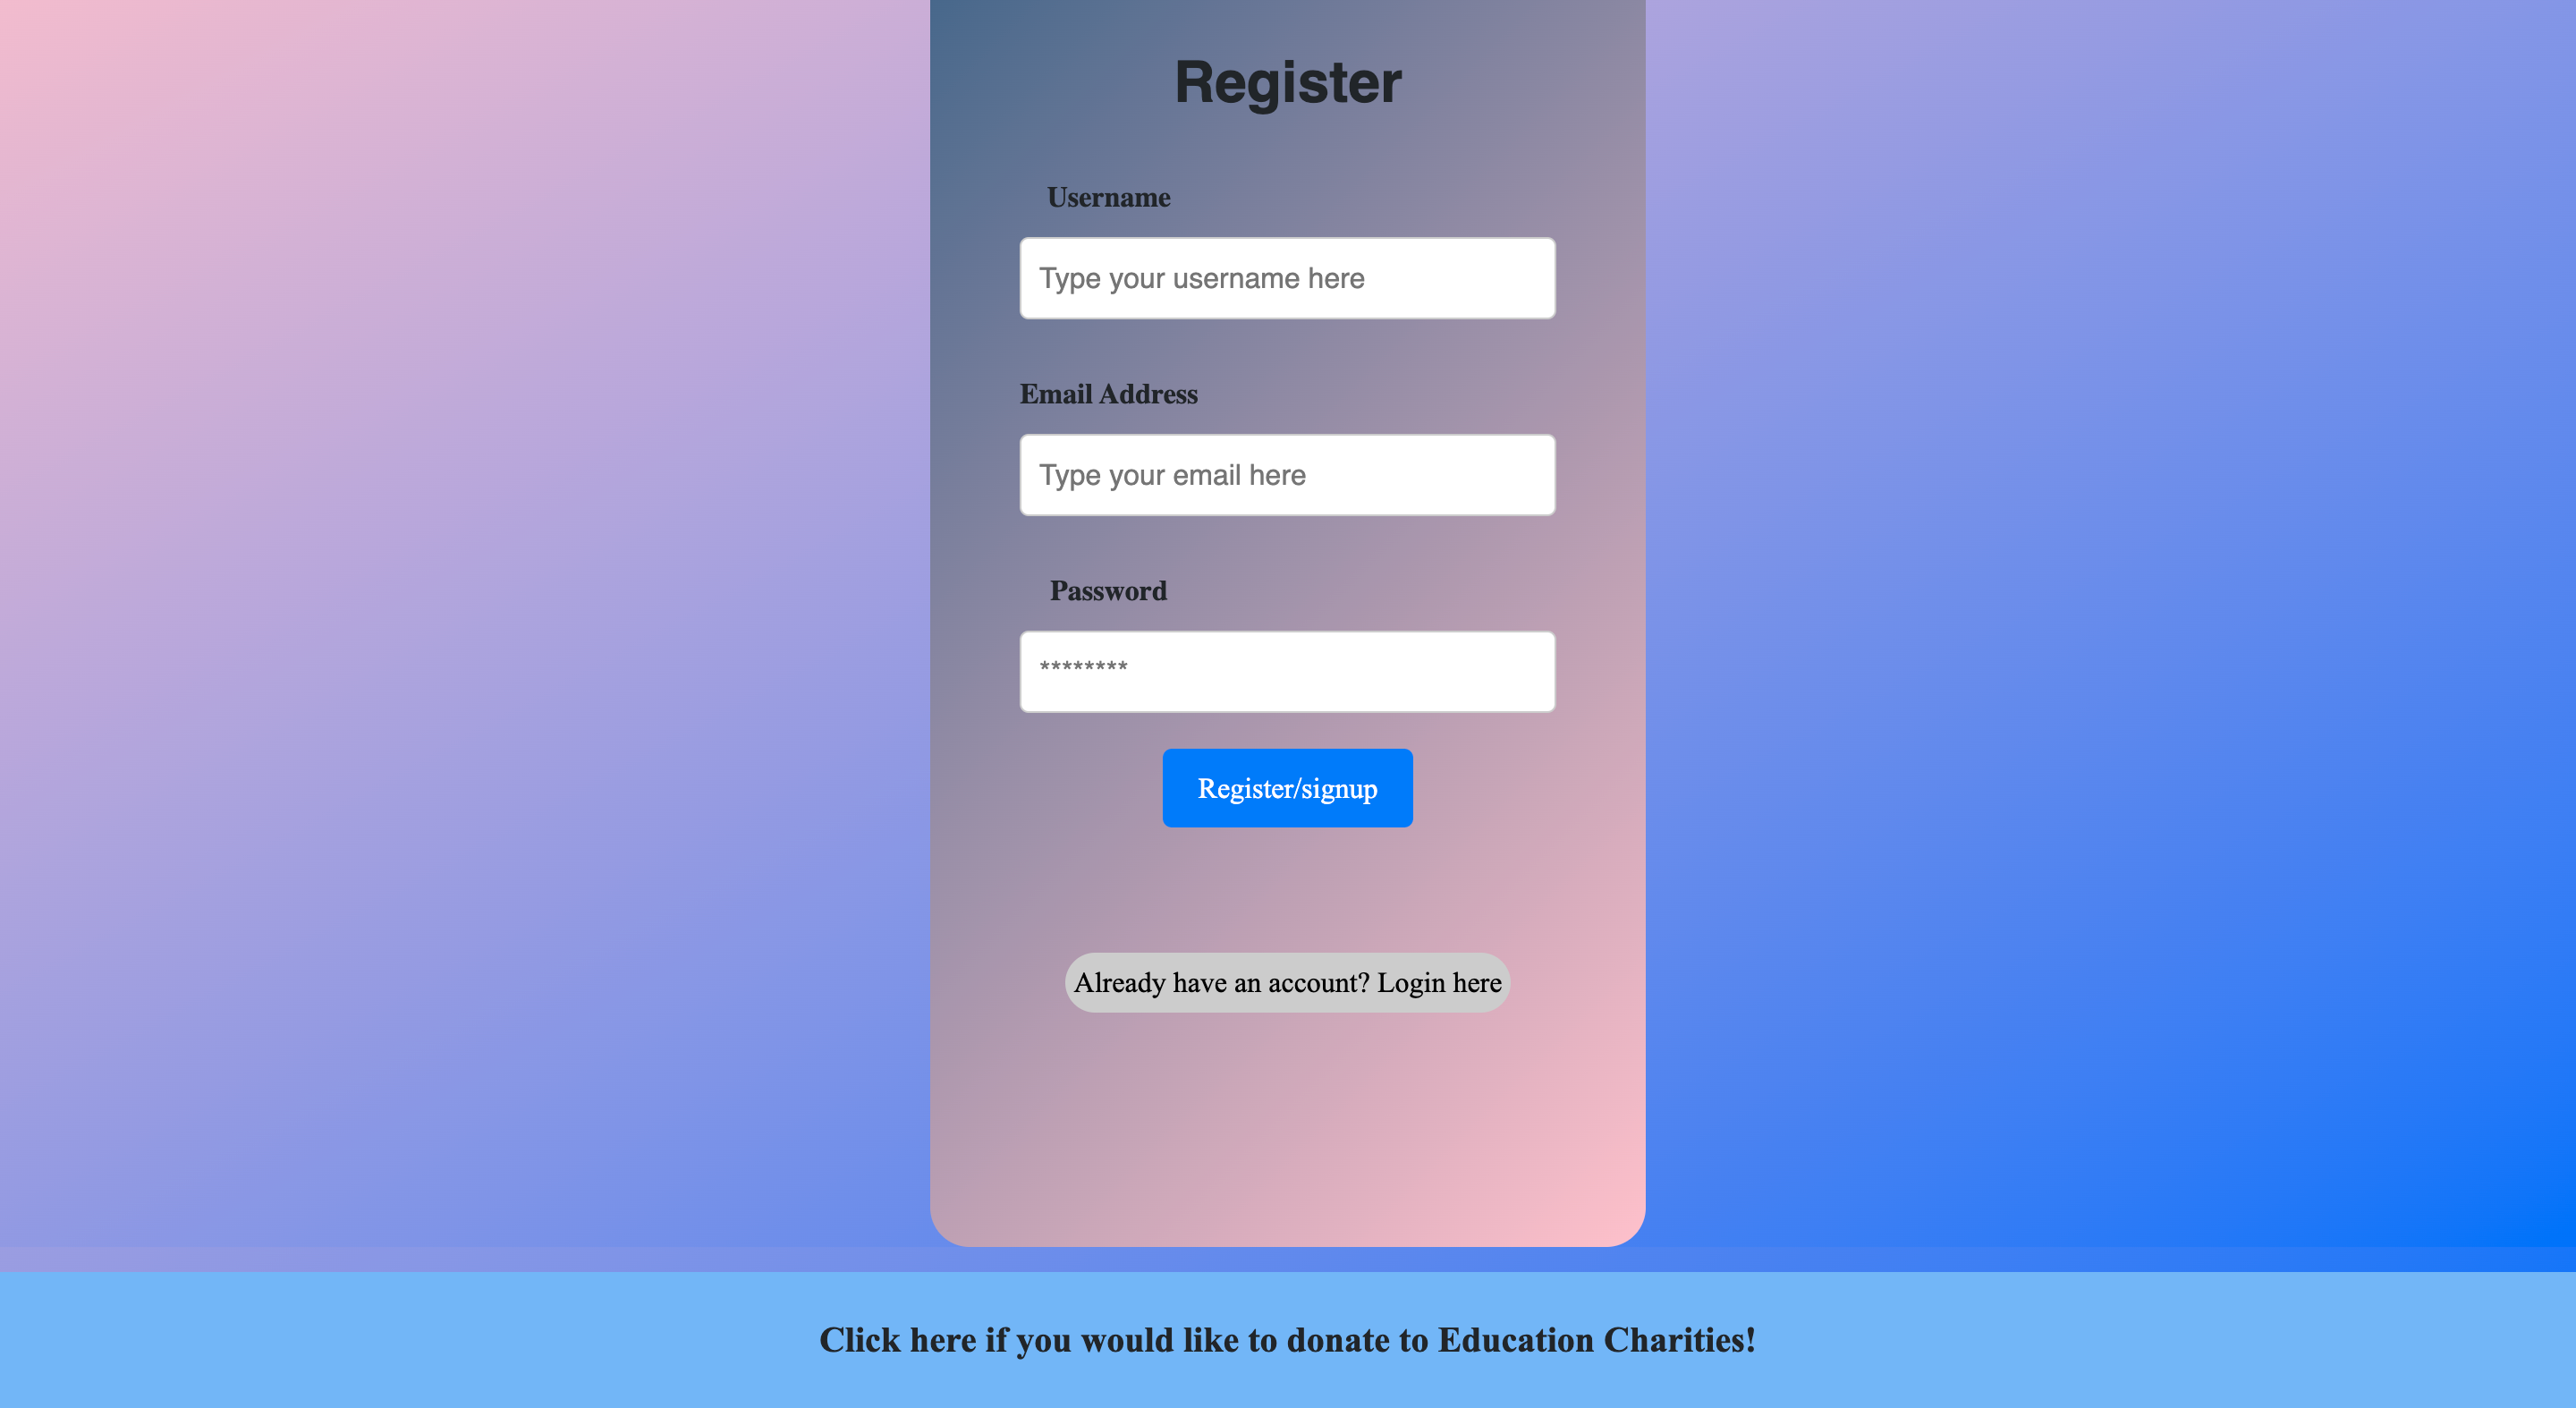 Register
Username
Type your username here
Email Address
Type your email here
Password
********
Register/signup
Already have an account? Login here
Click here if you would like to donate to Education Charities!